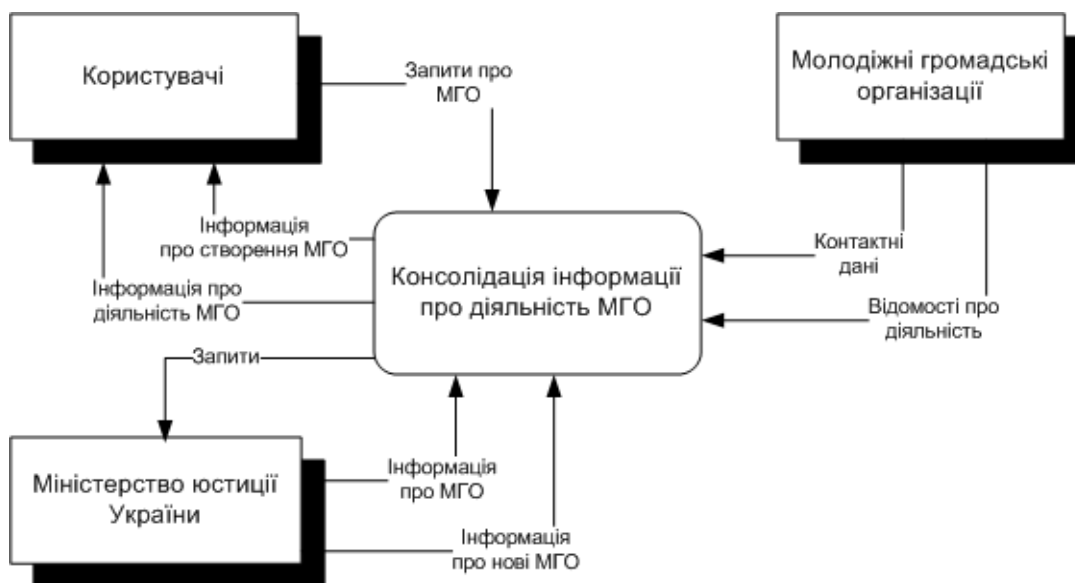 Користувачі
Запити про
МГО
Молодіжні громадські
організації
Інформація
про створення МГО
Контактні
дані
Консолідація інформації
про діяльність МГО
Інформація про
діяльність МГО
Відомості про
діяльність
Запити
Міністерство юстиції
України
Інформація
про МГО
Інформація
про нові МГО